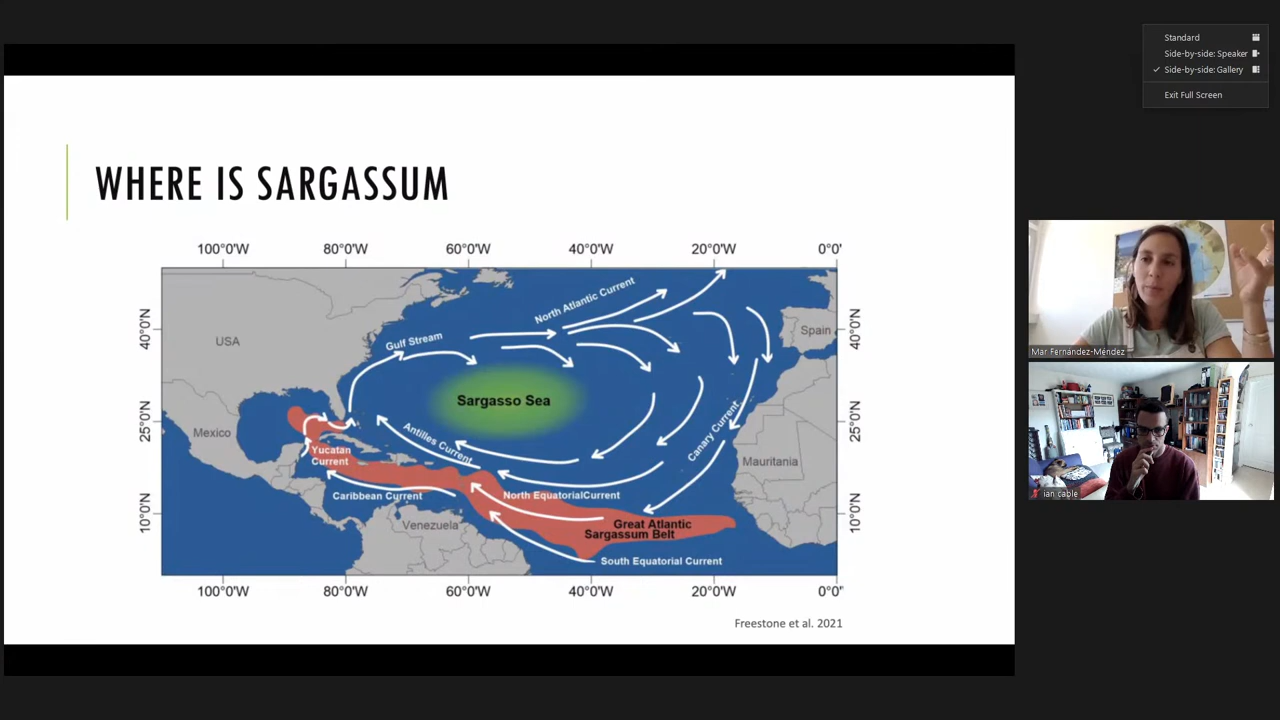 Standard
Side-by-side: Speaker
Side-by-side: Gallery
Exit Full Screen
WHERE IS SARGASSUM
100°0'W 80°0'W 60°0'W 40°0'W 20°0'W 0°0'
40°0'N
25°0'N
10°0'N
40°0'N
25°0'N
10°0'N
North Atlantic Current
Gulf Stream
USA
Spain
Sargasso Sea
Mexico
Antilles Current
Canary Current
Yucatan
Current
Mauritania
Caribbean Current
North EquatorialCurrent
Venezuela
Great Atlantic
Sargassum Belt
South Equatorial Current
100°0'W 80°0'W 60°0'W 40°0'W 20°0'W 0°0'
Freestone et al. 2021
Mar Fernández-Méndez
ian cable